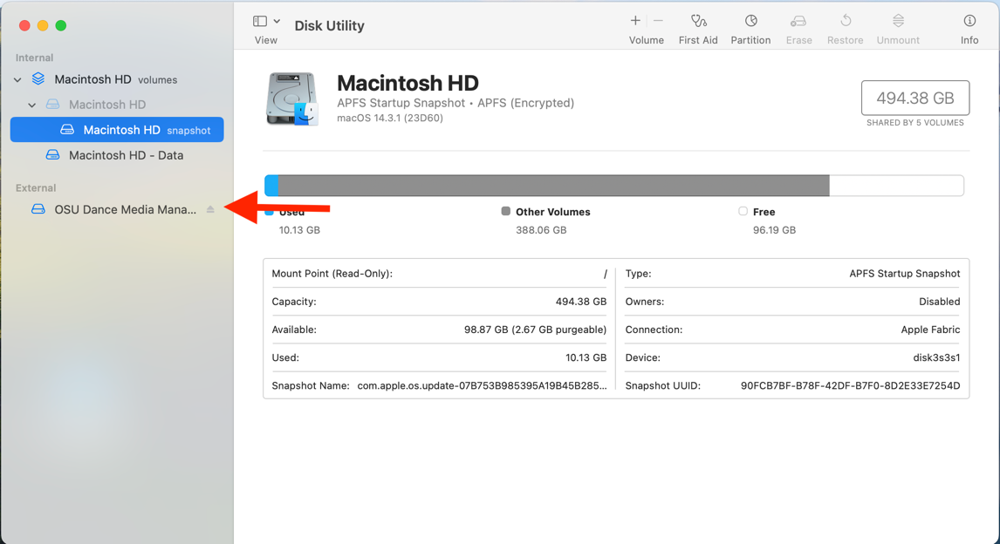 View
Disk Utility
Volume
First Aid
Partition
Erase
Restore
Unmount
Info
Internal
Macintosh HD volumes
Macintosh HD
Macintosh HD snapshot
Macintosh HD - Data
External
OSU Dance Media Mana...
Macintosh HD
APFS Startup Snapshot • APFS (Encrypted)
macOS 14.3.1 (23D60)
494.38 GB
SHARED BY 5 VOLUMES
Used
10.13 GB
Other Volumes
388.06 GB
Free
96.19 GB
Mount Point (Read-Only): /
Capacity: 494.38 GB
Available: 98.87 GB (2.67 GB purgeable)
Used: 10.13 GB
Snapshot Name: com.apple.os.update-07B753B985395A19B45B285...
Type: APFS Startup Snapshot
Owners: Disabled
Connection: Apple Fabric
Device: disk3s3s1
Snapshot UUID: 90FCB7BF-B78F-42DF-B7F0-8D2E33E7254D